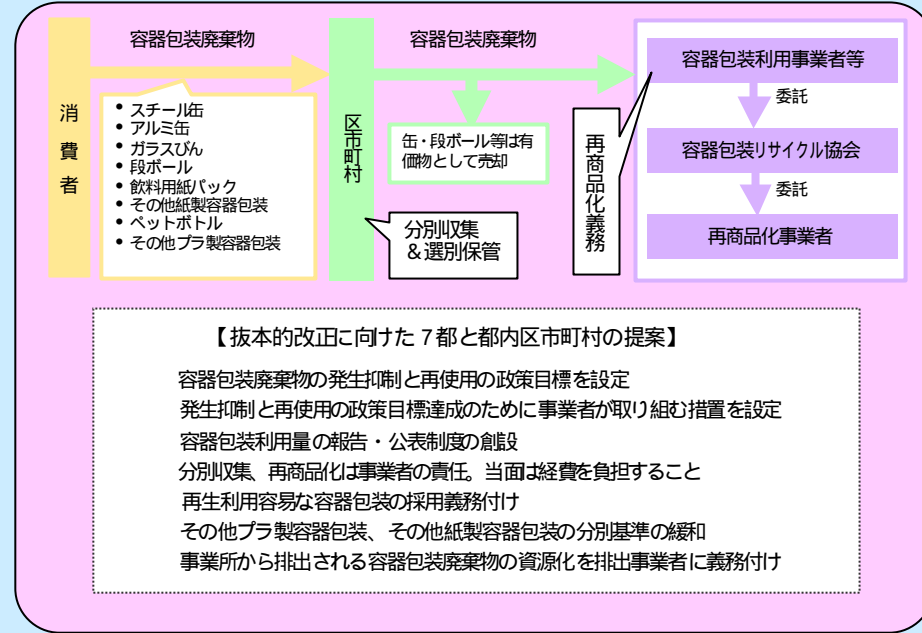 容器包装廃棄物
容器包装廃棄物
消費者
• スチール缶
• アルミ缶
• ガラスびん
• 段ボール
• 飲料用紙パック
• その他紙製容器包装
• ペットボトル
• その他プラ製容器包装
区市町村
缶・段ボール等は有
価物として売却
分別収集
＆選別保管
再商品化義務
容器包装利用事業者等
委託
容器包装リサイクル協会
委託
再商品化事業者
【抜本的改正に向けた７都と都内区市町村の提案】
容器包装廃棄物の発生抑制と再使用の政策目標を設定
発生抑制と再使用の政策目標達成のために事業者が取り組む措置を設定
容器包装利用量の報告・公表制度の創設
分別収集、再商品化は事業者の責任。当面は経費を負担すること
再生利用容易な容器包装の採用義務付け
その他プラ製容器包装、その他紙製容器包装の分別基準の緩和
事業所から排出される容器包装廃棄物の資源化を排出事業者に義務付け